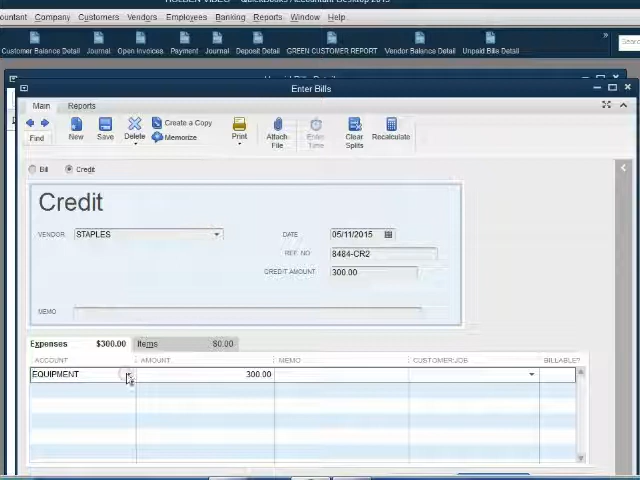 ountant Company Customers Vendors Employees Banking Reports Window Help
Customer Balance Detail Journal Open Invoices Payment Journal Deposit Detail GREEN CUSTOMER REPORT Vendor Balance Detail Unpaid Bills Detail
Enter Bills
Main Reports
Find New Save Delete Create a Copy Memorize Print Attach File Enter Time Clear Splits Recalculate
Bill Credit
Credit
VENDOR STAPLES DATE 05/11/2015
REF. NO. 8484-CR2
CREDIT AMOUNT 300.00
MEMO
Expenses $300.00 Items $0.00
ACCOUNT AMOUNT MEMO CUSTOMER:JOB BILLABLE?
EQUIPMENT 300.00